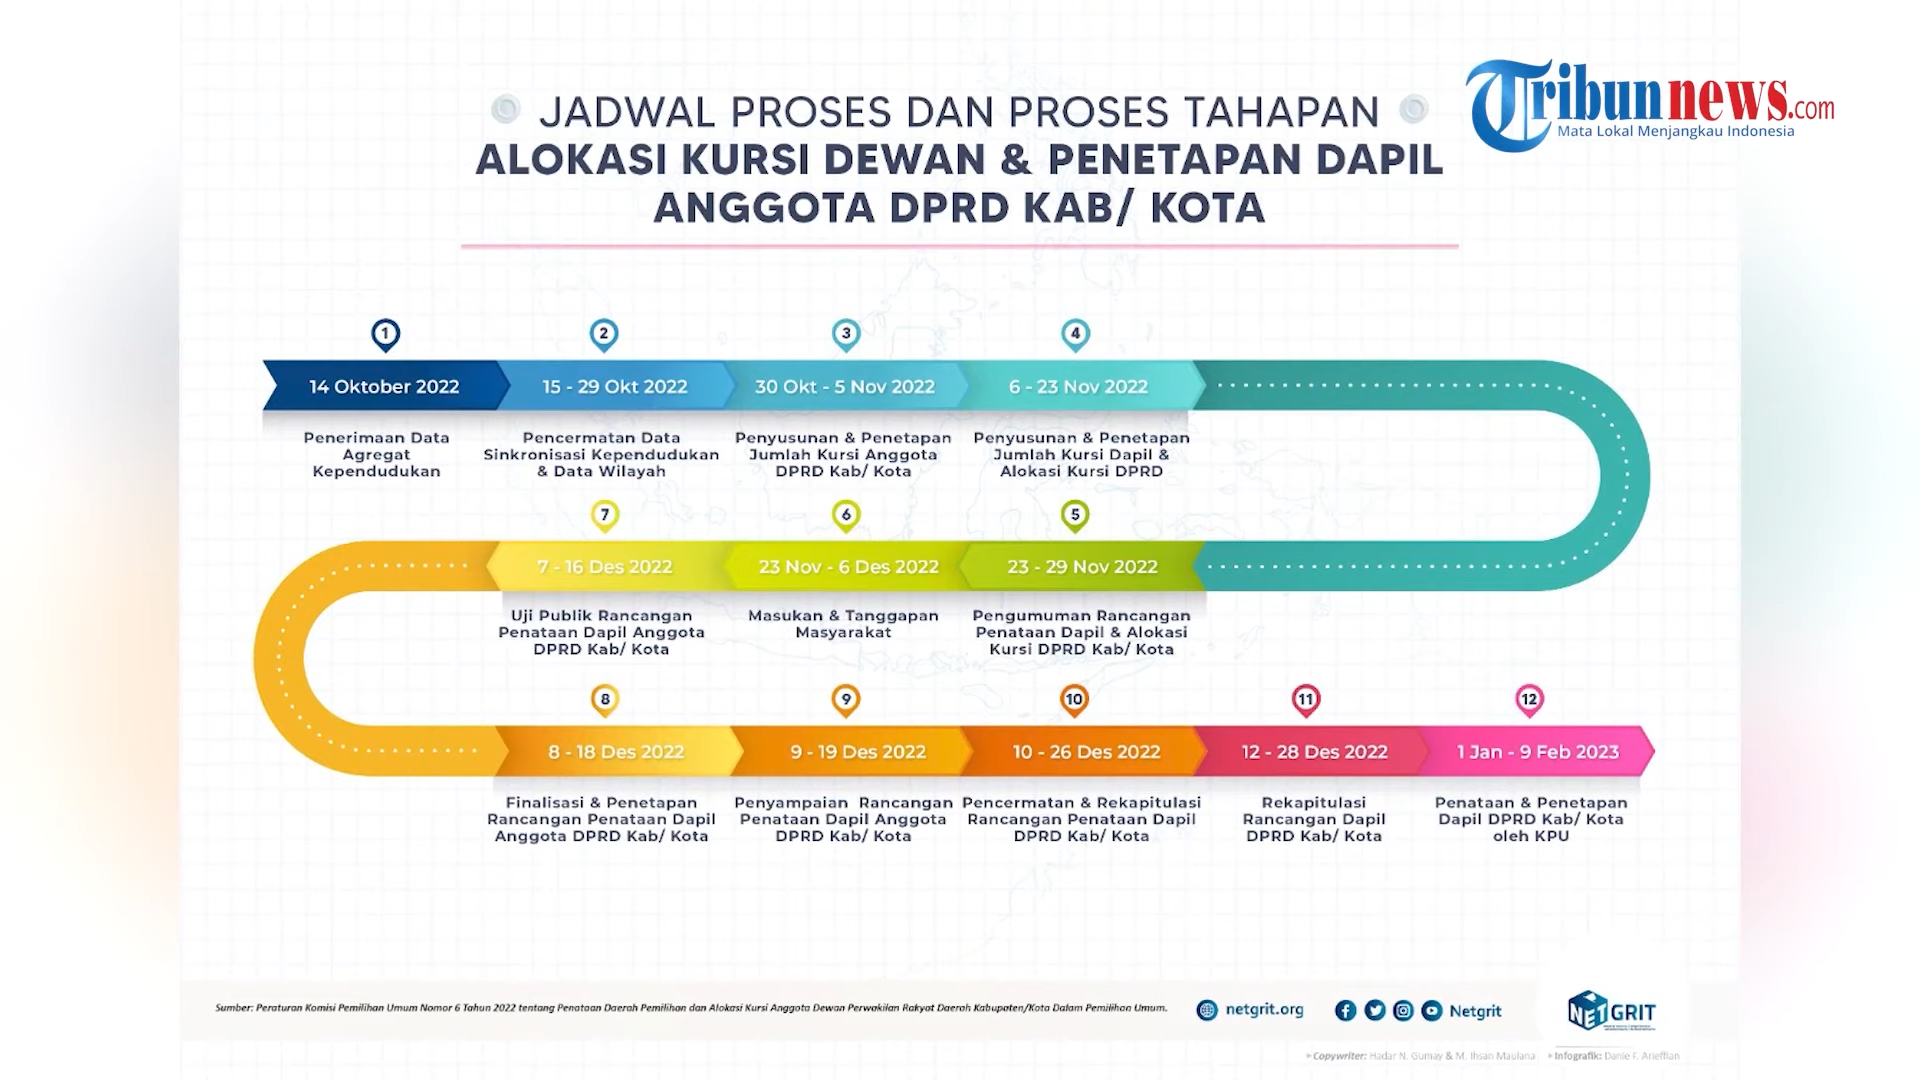 Tribunnews.com
Mata Lokal Menjangkau Indonesia
JADWAL PROSES DAN PROSES TAHAPAN
ALOKASI KURSI DEWAN & PENETAPAN DAPIL
ANGGOTA DPRD KAB/ KOTA
1
14 Oktober 2022
Penerimaan Data
Agregat
Kependudukan
2
15 - 29 Okt 2022
Pencermatan Data
Sinkronisasi Kependudukan
& Data Wilayah
3
30 Okt - 5 Nov 2022
Penyusunan & Penetapan
Jumlah Kursi Anggota
DPRD Kab/ Kota
4
6 - 23 Nov 2022
Penyusunan & Penetapan
Jumlah Kursi Dapil &
Alokasi Kursi DPRD
5
23 - 29 Nov 2022
Pengumuman Rancangan
Penataan Dapil & Alokasi
Kursi DPRD Kab/ Kota
6
23 Nov - 6 Des 2022
Masukan & Tanggapan
Masyarakat
7
7 - 16 Des 2022
Uji Publik Rancangan
Penataan Dapil Anggota
DPRD Kab/ Kota
8
8 - 18 Des 2022
Finalisasi & Penetapan
Rancangan Penataan Dapil
Anggota DPRD Kab/ Kota
9
9 - 19 Des 2022
Penyampaian Rancangan
Penataan Dapil Anggota
DPRD Kab/ Kota
10
10 - 26 Des 2022
Pencermatan & Rekapitulasi
Rancangan Penataan Dapil
DPRD Kab/ Kota
11
12 - 28 Des 2022
Rekapitulasi
Rancangan Dapil
DPRD Kab/ Kota
12
1 Jan - 9 Feb 2023
Penataan & Penetapan
Dapil DPRD Kab/ Kota
oleh KPU
Sumber: Peraturan Komisi Pemilihan Umum Nomor 6 Tahun 2022 tentang Penataan Daerah Pemilihan dan Alokasi Kursi Anggota Dewan Perwakilan Rakyat Daerah Kabupaten/Kota Dalam Pemilihan Umum.
netgrit.org
Netgrit
NETGRIT
Copywriter: Hadar N. Gumay & M. Ihsan Maulana
Infografik: Danie F. Arieffian